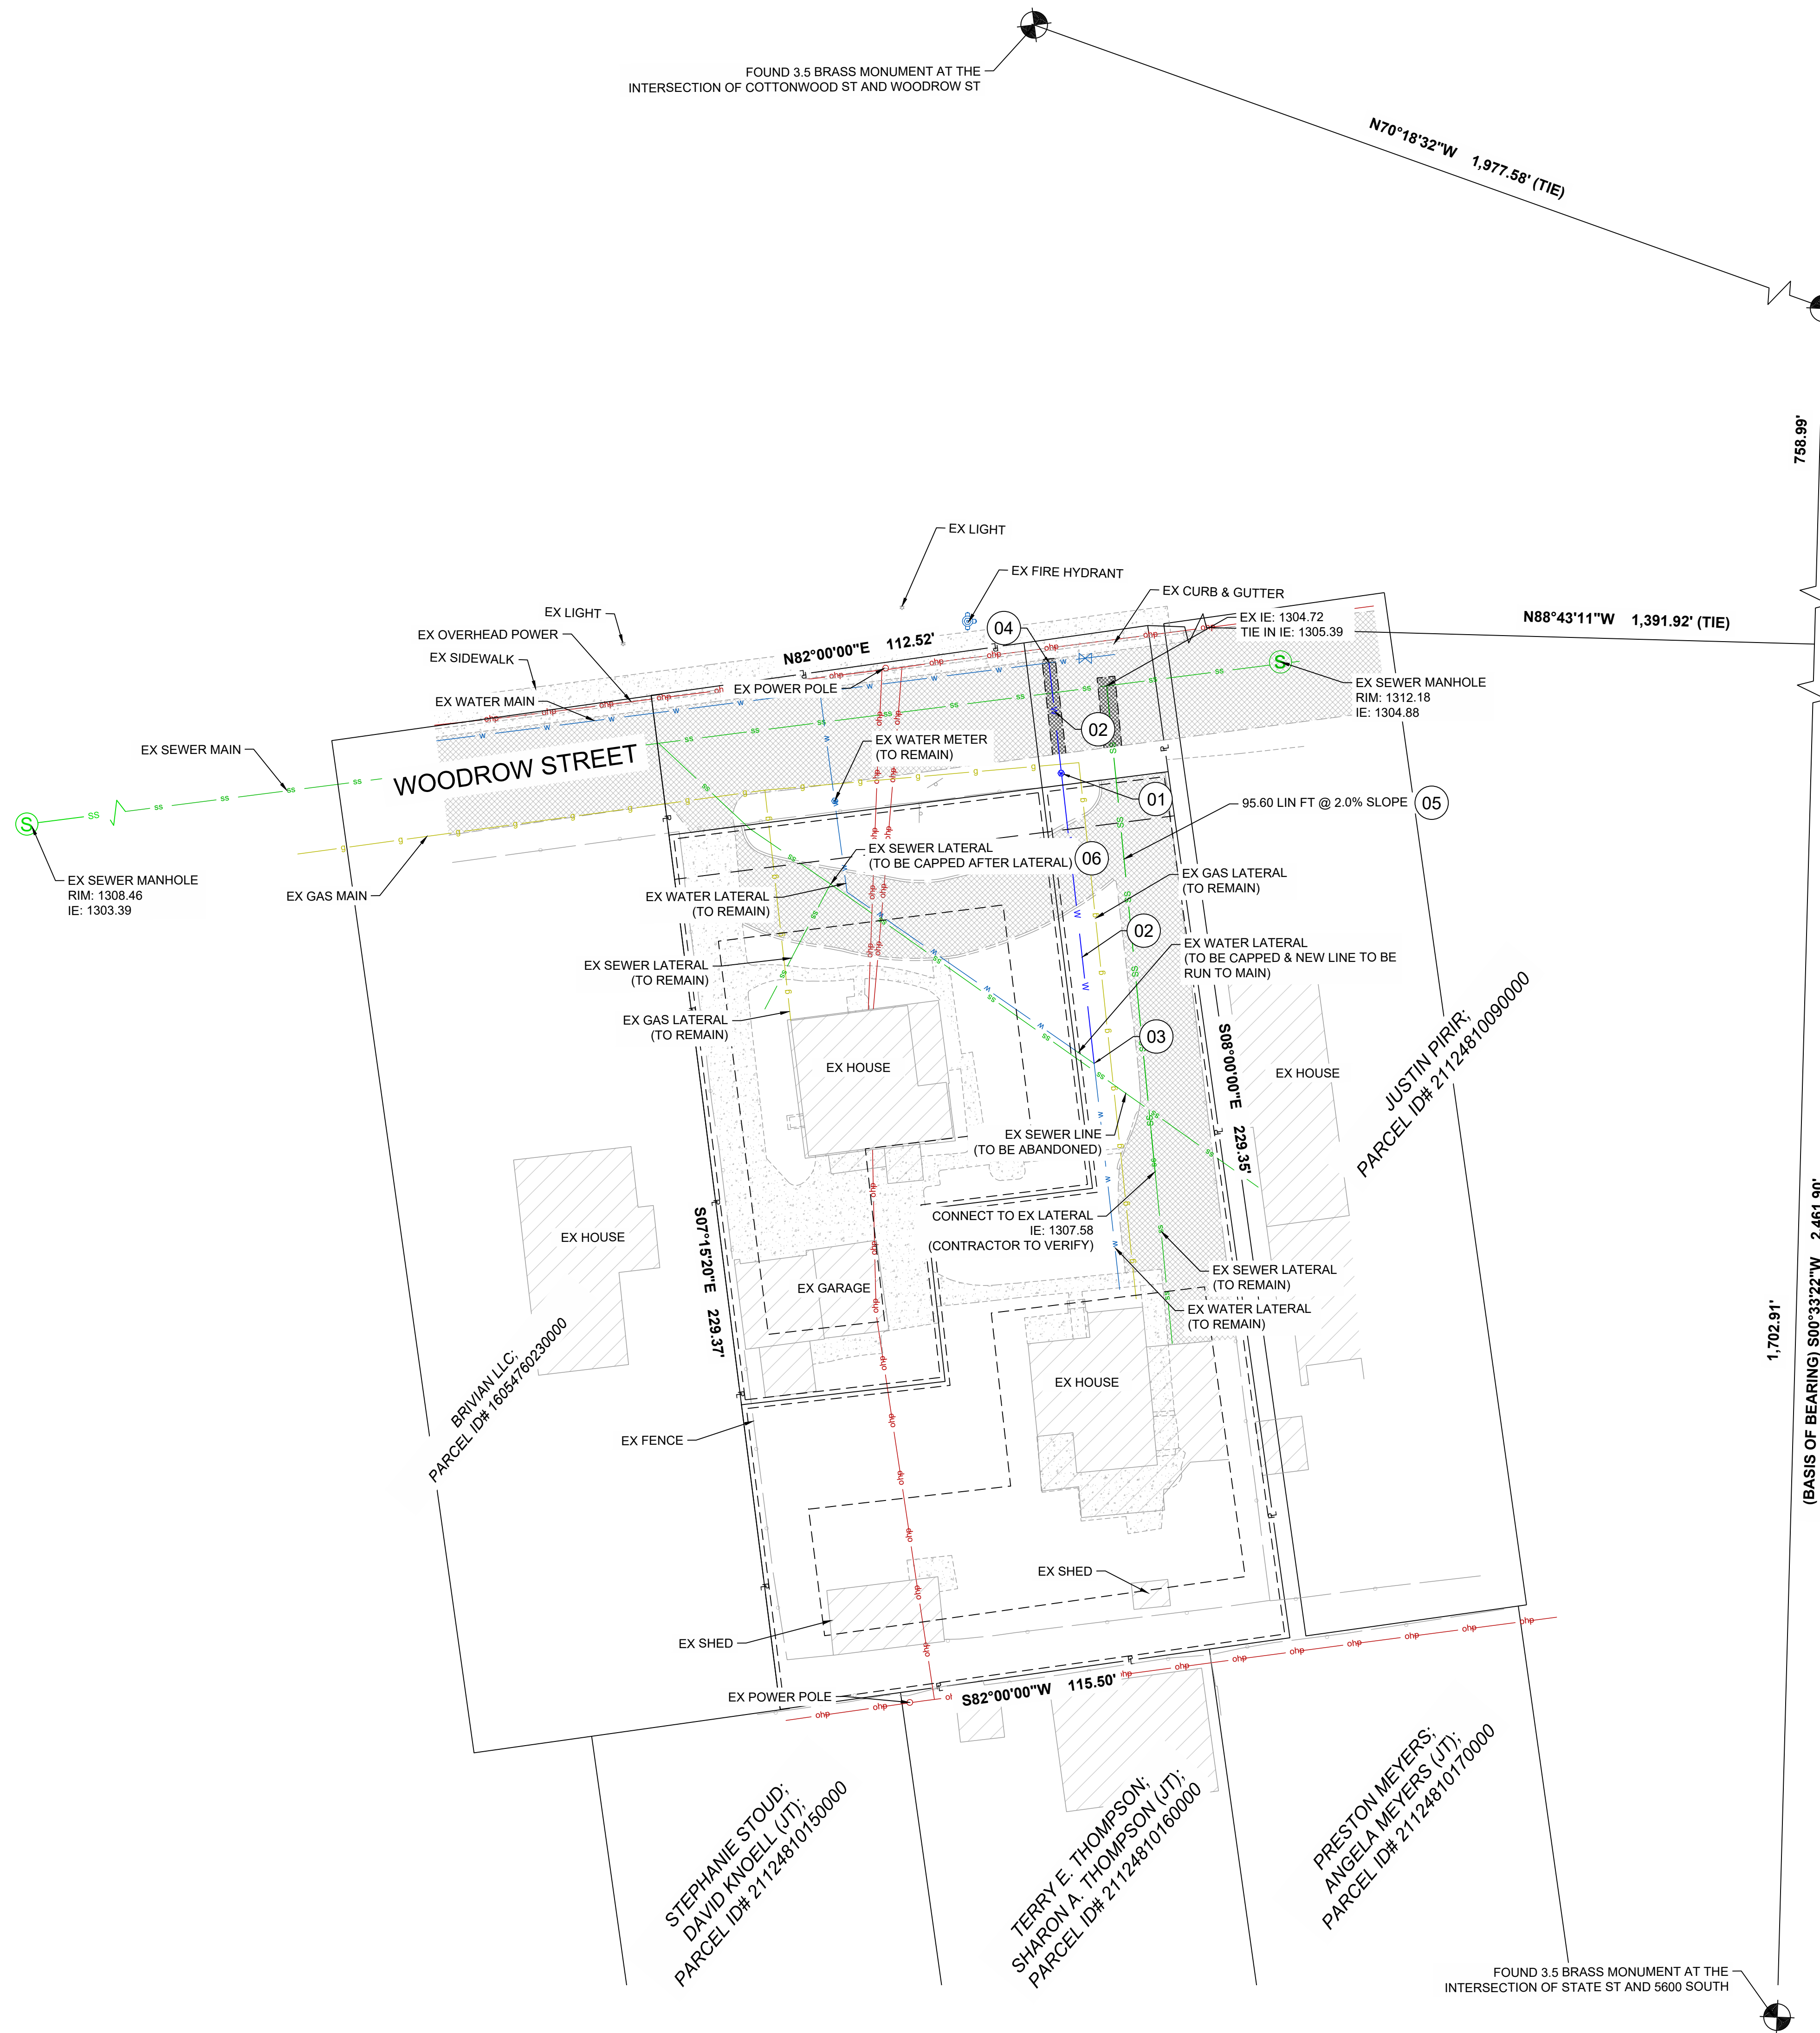 FOUND 3.5 BRASS MONUMENT AT THE
INTERSECTION OF COTTONWOOD ST AND WOODROW ST
N70°18'32"W 1,977.58' (TIE)
758.99'
EX LIGHT
EX FIRE HYDRANT
EX CURB & GUTTER
EX LIGHT
EX OVERHEAD POWER
EX SIDEWALK
EX WATER MAIN
N82°00'00"E 112.52'
04
EX IE: 1304.72
TIE IN IE: 1305.39
N88°43'11"W 1,391.92' (TIE)
EX POWER POLE
S
EX SEWER MANHOLE
RIM: 1312.18
IE: 1304.88
EX SEWER MAIN
WOODROW STREET
02
EX WATER METER
(TO REMAIN)
01
95.60 LIN FT @ 2.0% SLOPE
05
S
EX SEWER MANHOLE
RIM: 1308.46
IE: 1303.39
EX GAS MAIN
EX SEWER LATERAL
(TO BE CAPPED AFTER LATERAL)
06
EX WATER LATERAL
(TO REMAIN)
EX GAS LATERAL
(TO REMAIN)
02
EX WATER LATERAL
(TO BE CAPPED & NEW LINE TO BE
RUN TO MAIN)
EX SEWER LATERAL
(TO REMAIN)
EX GAS LATERAL
(TO REMAIN)
03
EX HOUSE
S08°00'00"E 229.35'
EX HOUSE
JUSTIN PIRIR;
PARCEL ID# 21124810090000
EX SEWER LINE
(TO BE ABANDONED)
CONNECT TO EX LATERAL
IE: 1307.58
(CONTRACTOR TO VERIFY)
EX HOUSE
S07°15'20"E 229.37'
EX GARAGE
EX SEWER LATERAL
(TO REMAIN)
EX WATER LATERAL
(TO REMAIN)
BRIVIAN LLC;
PARCEL ID# 16054760230000
EX HOUSE
1,702.91'
(BASIS OF BEARING) S00°33'22"W 2,461.90'
EX FENCE
EX SHED
EX SHED
EX POWER POLE
S82°00'00"W 115.50'
STEPHANIE STOUD;
DAVID KNOELL (JT);
PARCEL ID# 21124810150000
TERRY E. THOMPSON;
SHARON A. THOMPSON (JT);
PARCEL ID# 21124810160000
PRESTON MEYERS;
ANGELA MEYERS (JT);
PARCEL ID# 21124810170000
FOUND 3.5 BRASS MONUMENT AT THE
INTERSECTION OF STATE ST AND 5600 SOUTH